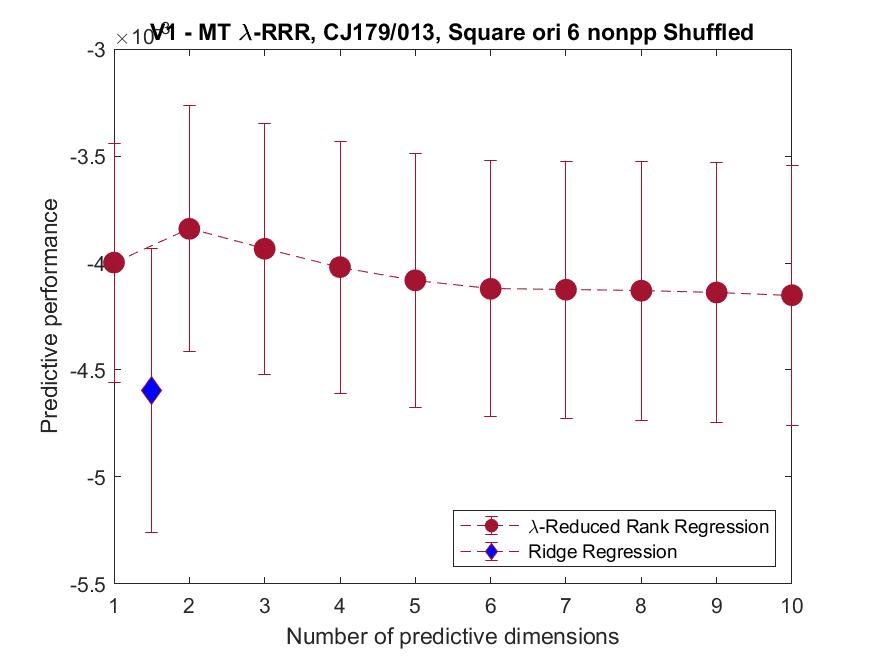 ×10⁻³
V1 - MT λ-RRR, CJ179/013, Square ori 6 nonpp Shuffled
-3
-3.5
-4
-4.5
-5
-5.5
Predictive performance
1 2 3 4 5 6 7 8 9 10
Number of predictive dimensions
λ-Reduced Rank Regression
Ridge Regression